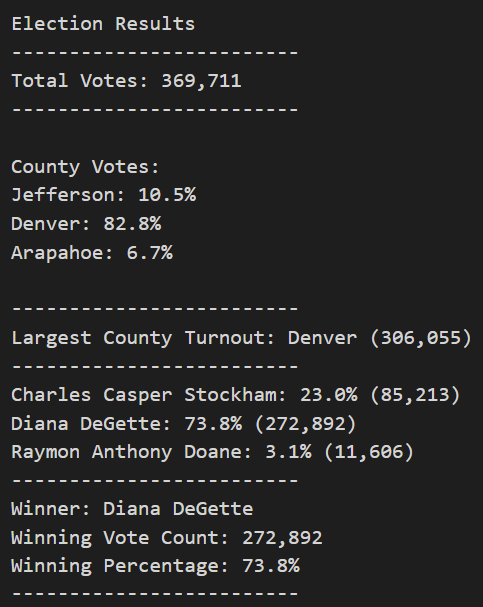 Election Results
-------------------------
Total Votes: 369,711
-------------------------

County Votes:
Jefferson: 10.5%
Denver: 82.8%
Arapahoe: 6.7%

-------------------------
Largest County Turnout: Denver (306,055)
-------------------------
Charles Casper Stockham: 23.0% (85,213)
Diana DeGette: 73.8% (272,892)
Raymon Anthony Doane: 3.1% (11,606)
-------------------------
Winner: Diana DeGette
Winning Vote Count: 272,892
Winning Percentage: 73.8%
-------------------------